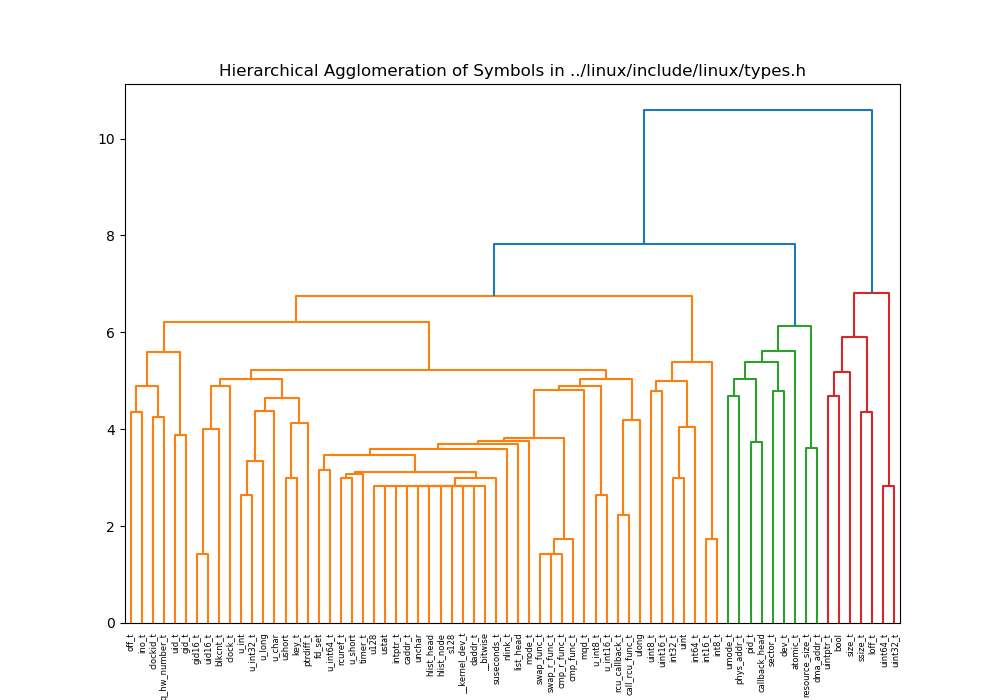 Hierarchical Agglomeration of Symbols in ../linux/include/linux/types.h
10
8
6
4
2
0
off_t
ino_t
clockid_t
q_hw_number_t
uid_t
gid_t
gid16_t
uid16_t
blkcnt_t
clock_t
u_int
u_int32_t
u_long
u_char
ushort
key_t
ptrdiff_t
fd_set
u_int64_t
rcuref_t
u_short
timer_t
u128
ustat
intptr_t
caddr_t
unchar
hlist_head
hlist_node
s128
__kernel_dev_t
daddr_t
__bitwise
suseconds_t
nlink_t
list_head
mode_t
swap_func_t
swap_r_func_t
cmp_r_func_t
cmp_func_t
mqd_t
u_int8_t
u_int16_t
rcu_callback_t
call_rcu_func_t
ulong
uint8_t
uint16_t
int32_t
uint
int64_t
int16_t
int8_t
umode_t
phys_addr_t
pid_t
callback_head
sector_t
dev_t
atomic_t
resource_size_t
dma_addr_t
uintptr_t
bool
size_t
ssize_t
loff_t
uint64_t
uint32_t